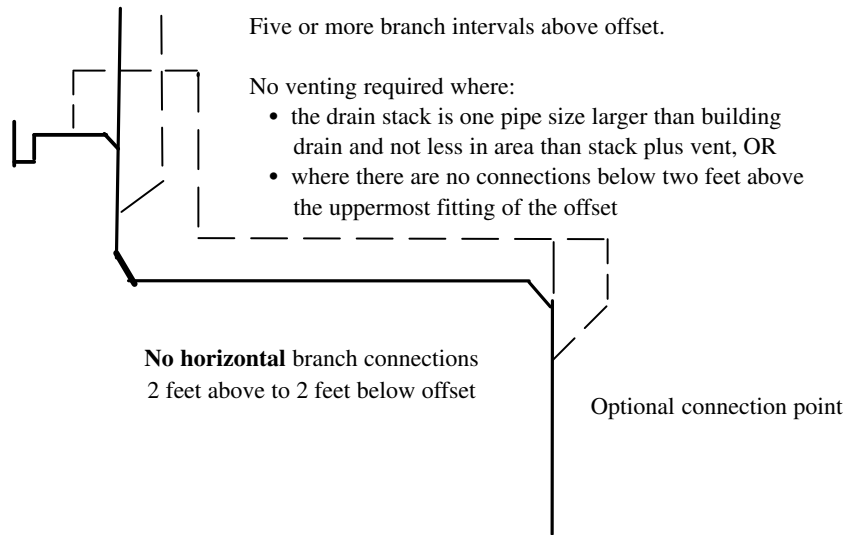 Five or more branch intervals above offset.
No venting required where:
• the drain stack is one pipe size larger than building
drain and not less in area than stack plus vent, OR
• where there are no connections below two feet above
the uppermost fitting of the offset
No horizontal branch connections
2 feet above to 2 feet below offset
Optional connection point